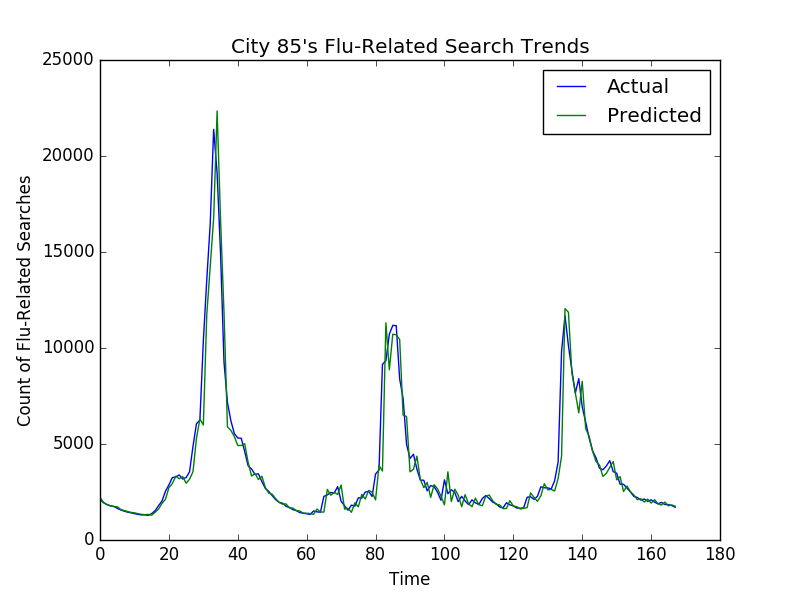 City 85's Flu-Related Search Trends
Actual
Predicted
Count of Flu-Related Searches
25000
20000
15000
10000
5000
0
0 20 40 60 80 100 120 140 160 180
Time